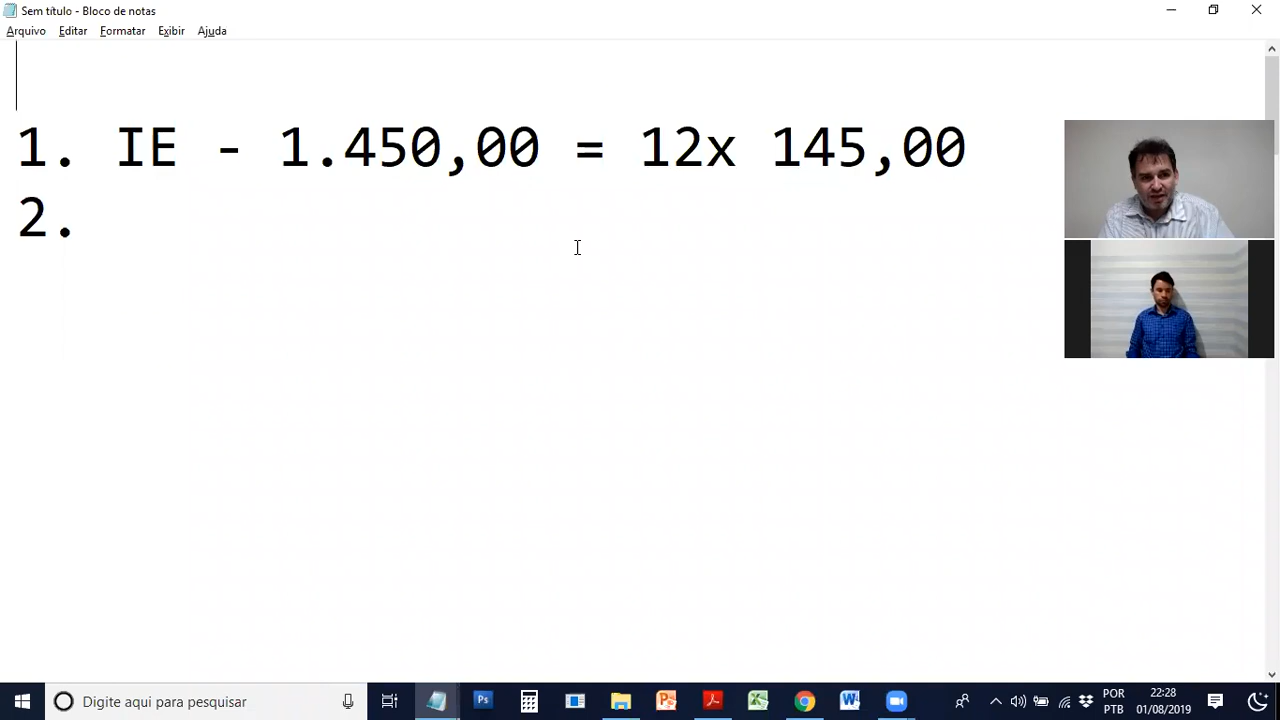 Sem título - Bloco de notas
Arquivo Editar Formatar Exibir Ajuda
1. IE - 1.450,00 = 12x 145,00
2.
Digite aqui para pesquisar
Ps
POR
PTB
22:28
01/08/2019